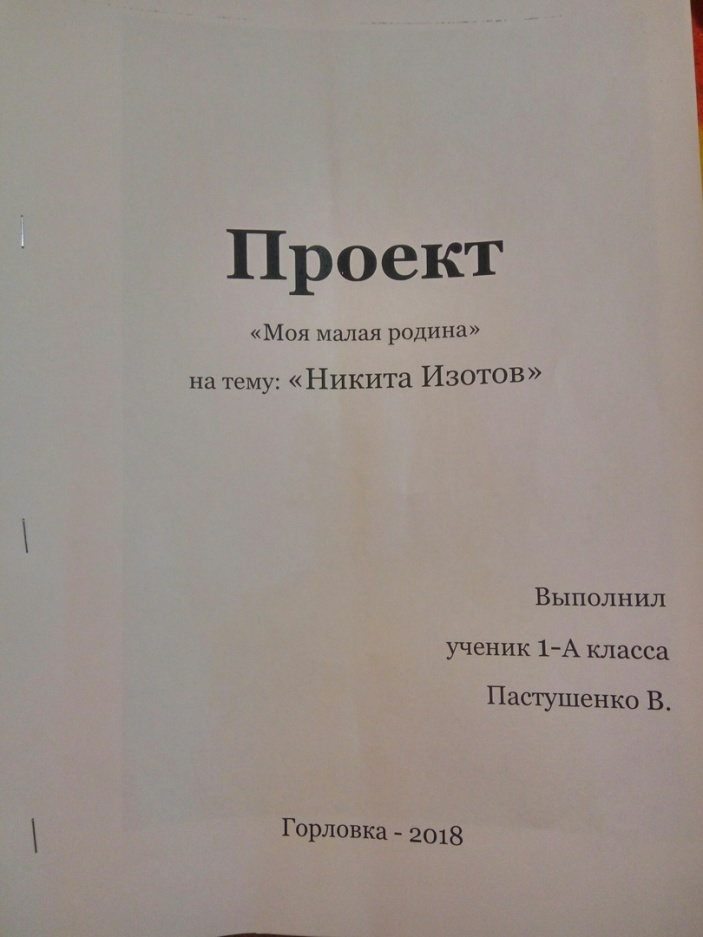 Проект
«Моя малая родина»
на тему: «Никита Изотов»
Выполнил
ученик 1-А класса
Пастушенко В.
Горловка - 2018